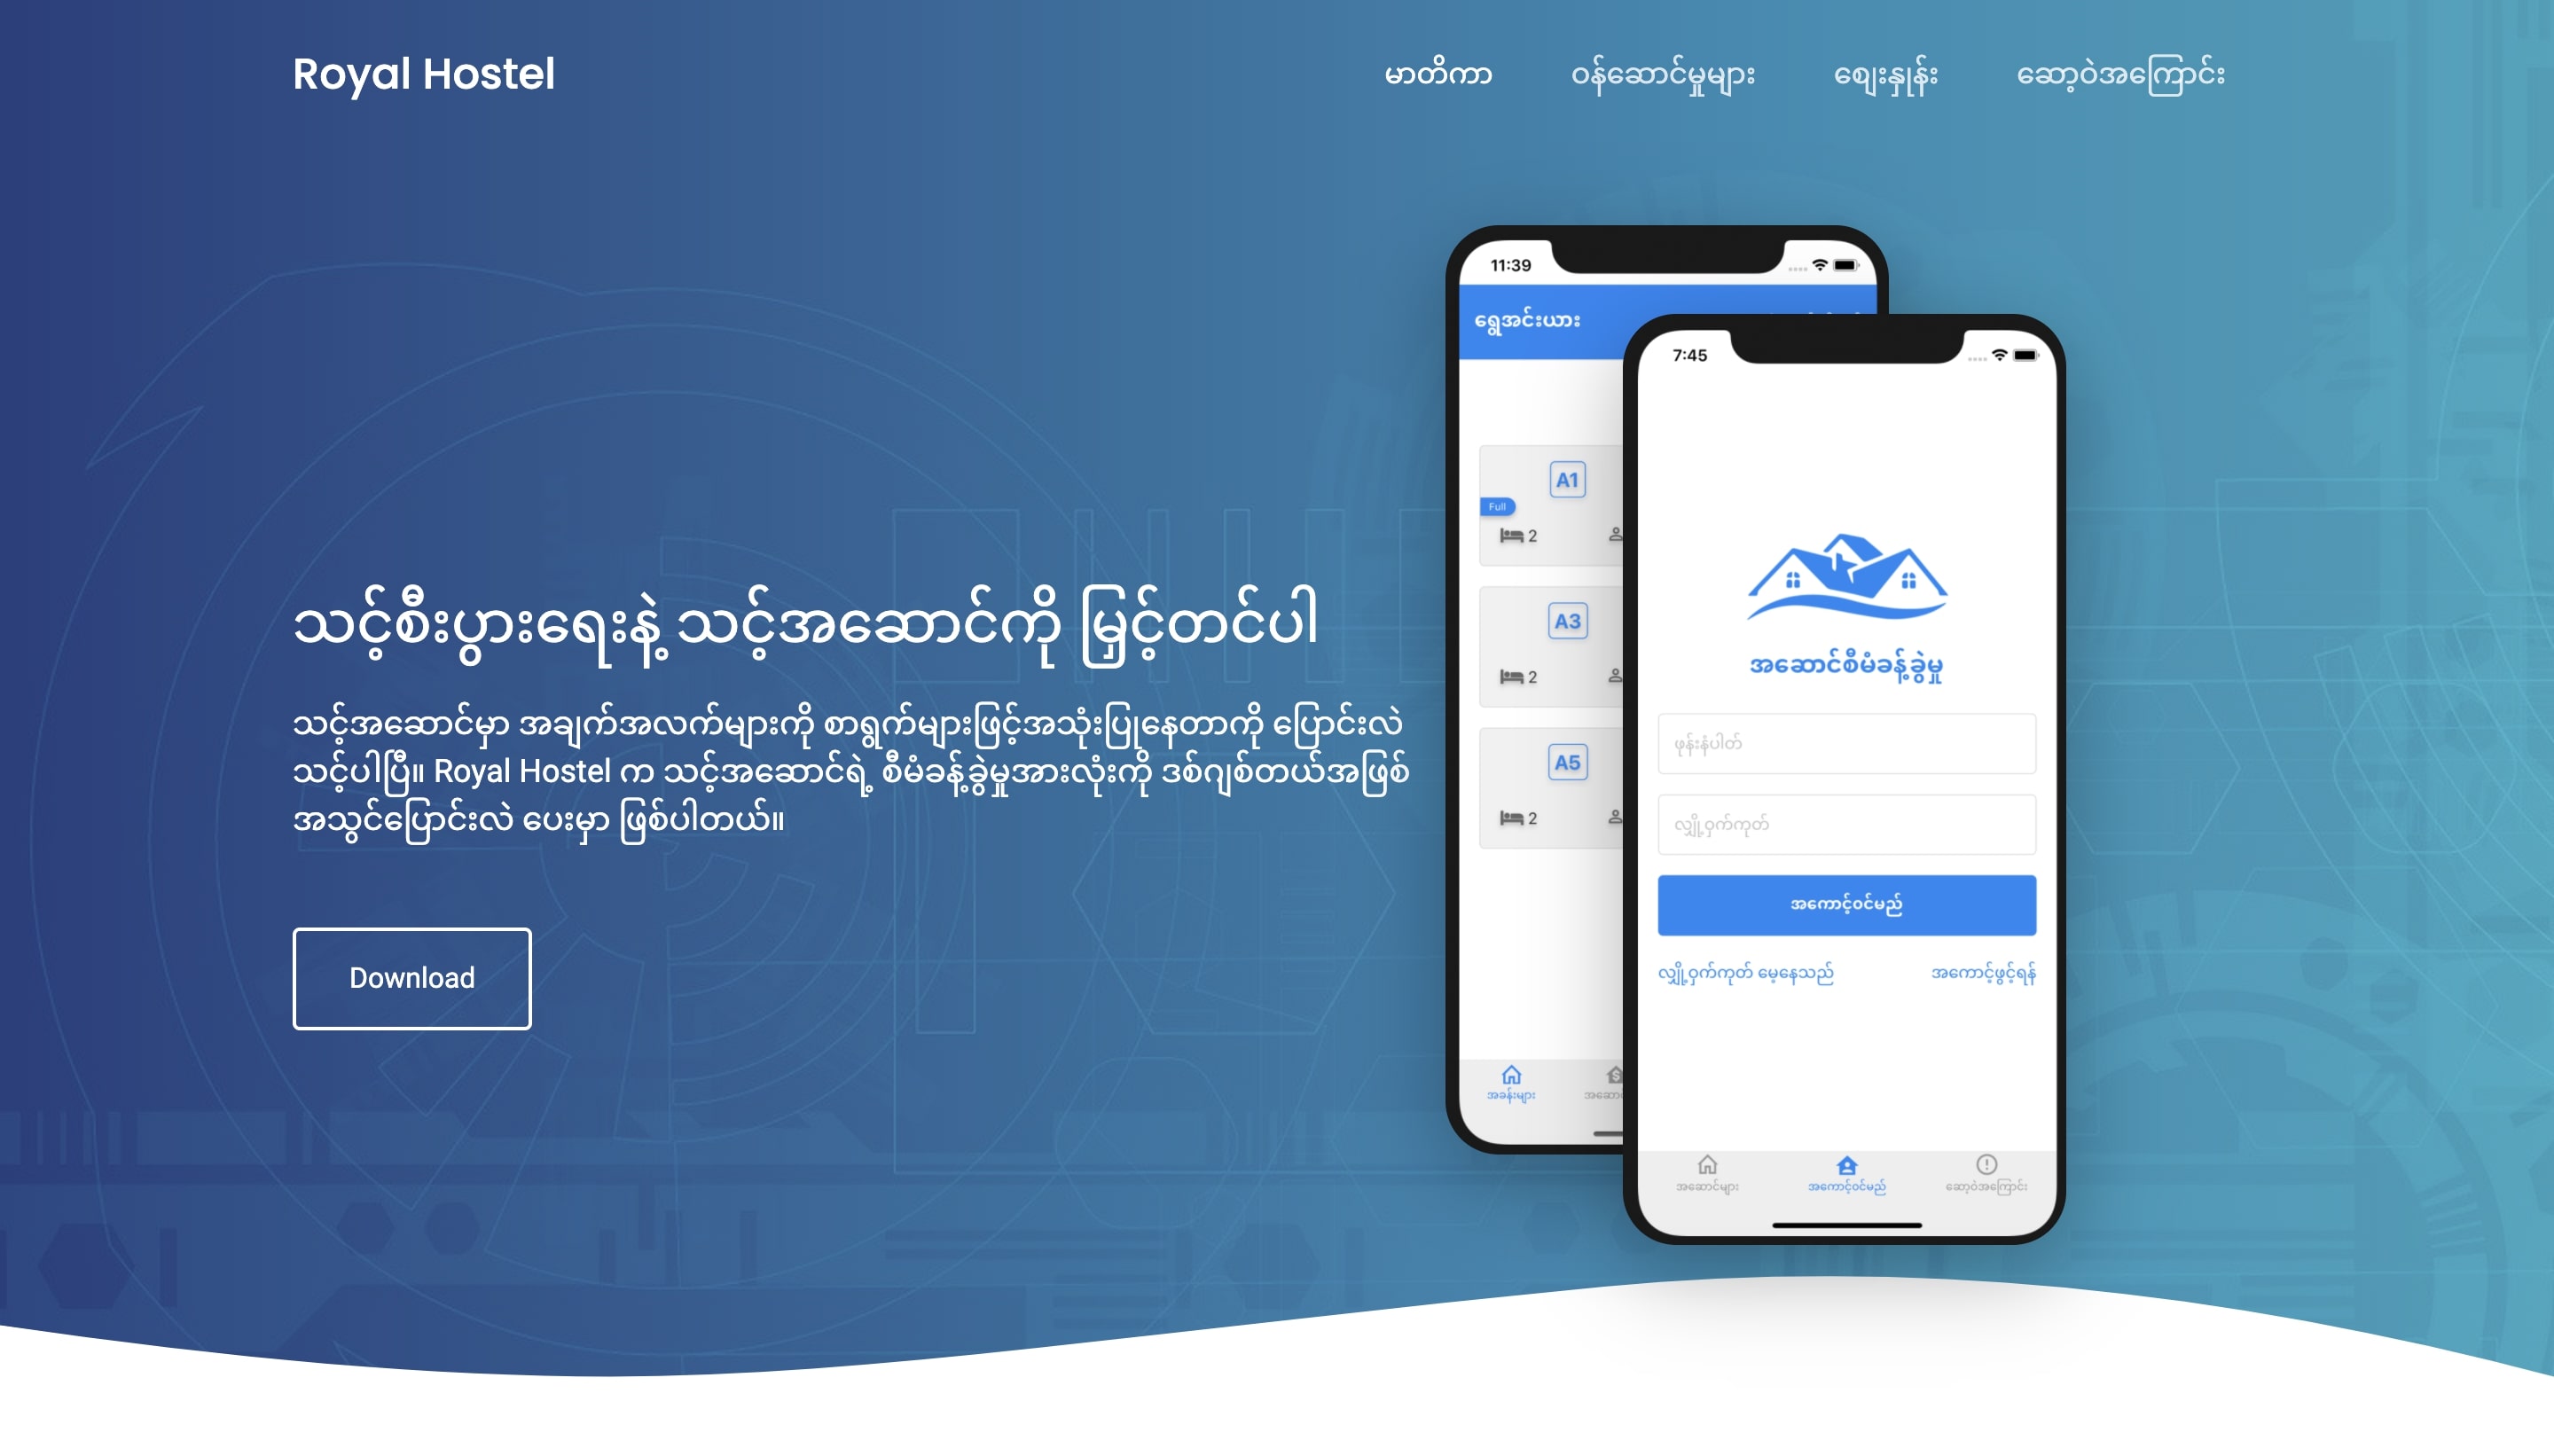 Royal Hostel
မာတိကာ
ဝန်ဆောင်မှုများ
ဈေးနှုန်း
ဆော့ဝဲအကြောင်း
သင့်စီးပွားရေးနဲ့ သင့်အဆောင်ကို မြှင့်တင်ပါ
သင့်အဆောင်မှာ အချက်အလက်များကို စာရွက်များဖြင့်အသုံးပြုနေတာကို ပြောင်းလဲ
သင့်ပါပြီ။ Royal Hostel က သင့်အဆောင်ရဲ့ စီမံခန့်ခွဲမှုအားလုံးကို ဒစ်ဂျစ်တယ်အဖြစ်
အသွင်ပြောင်းလဲ ပေးမှာ ဖြစ်ပါတယ်။
Download
11:39
ရွှေအင်းယား
A1
Full
2
A3
2
A5
2
အခန်းများ
7:45
အဆောင်စီမံခန့်ခွဲမှု
ဖုန်းနံပါတ်
လျှို့ဝှက်ကုတ်
အကောင့်ဝင်မည်
လျှို့ဝှက်ကုတ် မေ့နေသည်
အကောင့်ဖွင့်ရန်
အဆောင်များ
အကောင့်ဝင်မည်
ဆော့ဝဲအကြောင်း